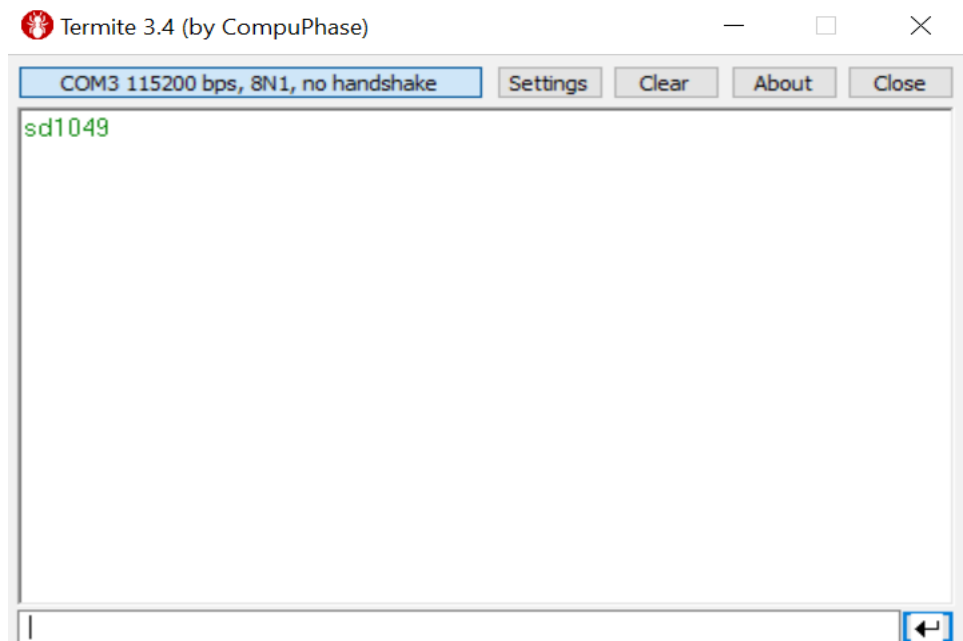 Termite 3.4 (by CompuPhase)
COM3 115200 bps, 8N1, no handshake Settings Clear About Close
sd1049